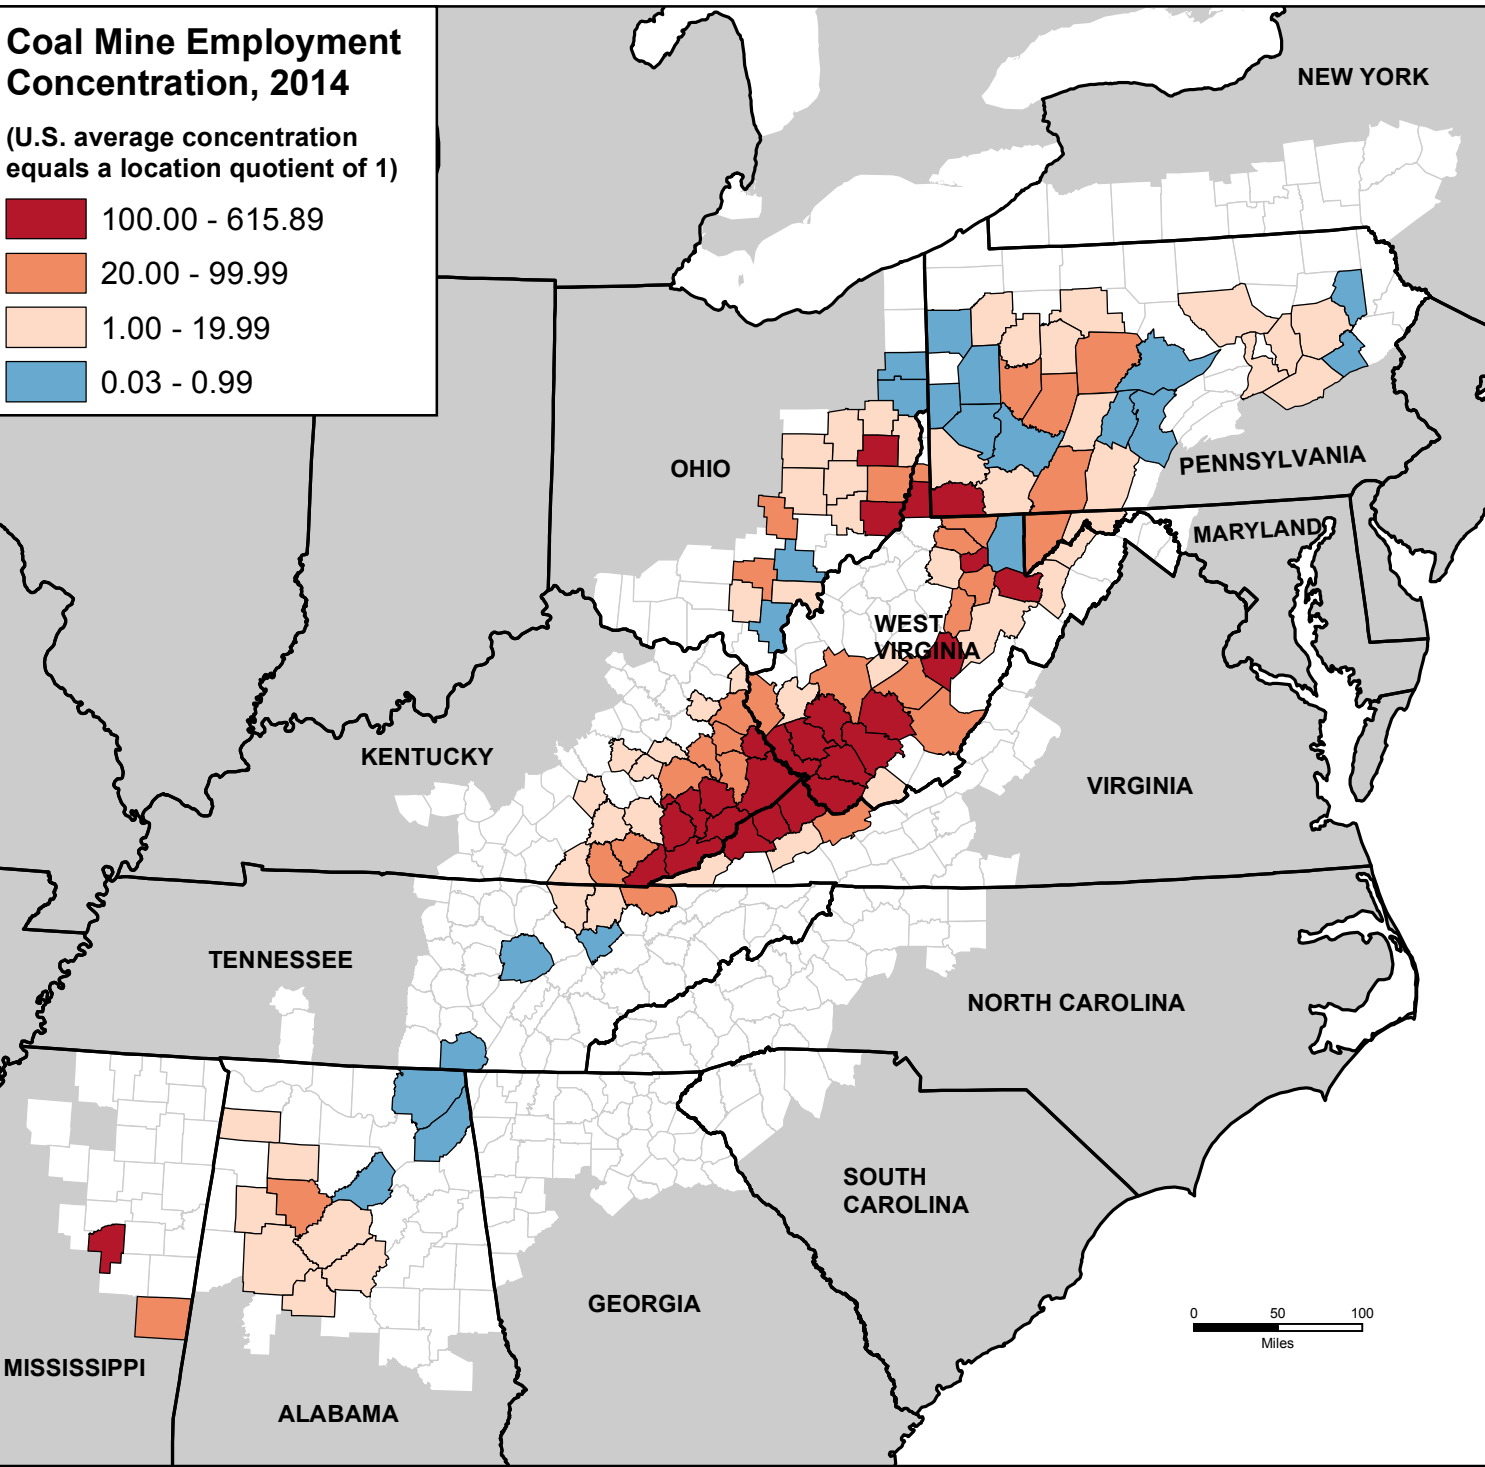 Coal Mine Employment
Concentration, 2014
(U.S. average concentration
equals a location quotient of 1)
100.00 - 615.89
20.00 - 99.99
1.00 - 19.99
0.03 - 0.99
NEW YORK
OHIO
PENNSYLVANIA
MARYLAND
WEST
VIRGINIA
KENTUCKY
VIRGINIA
TENNESSEE
NORTH CAROLINA
SOUTH
CAROLINA
GEORGIA
0 50 100
Miles
MISSISSIPPI
ALABAMA